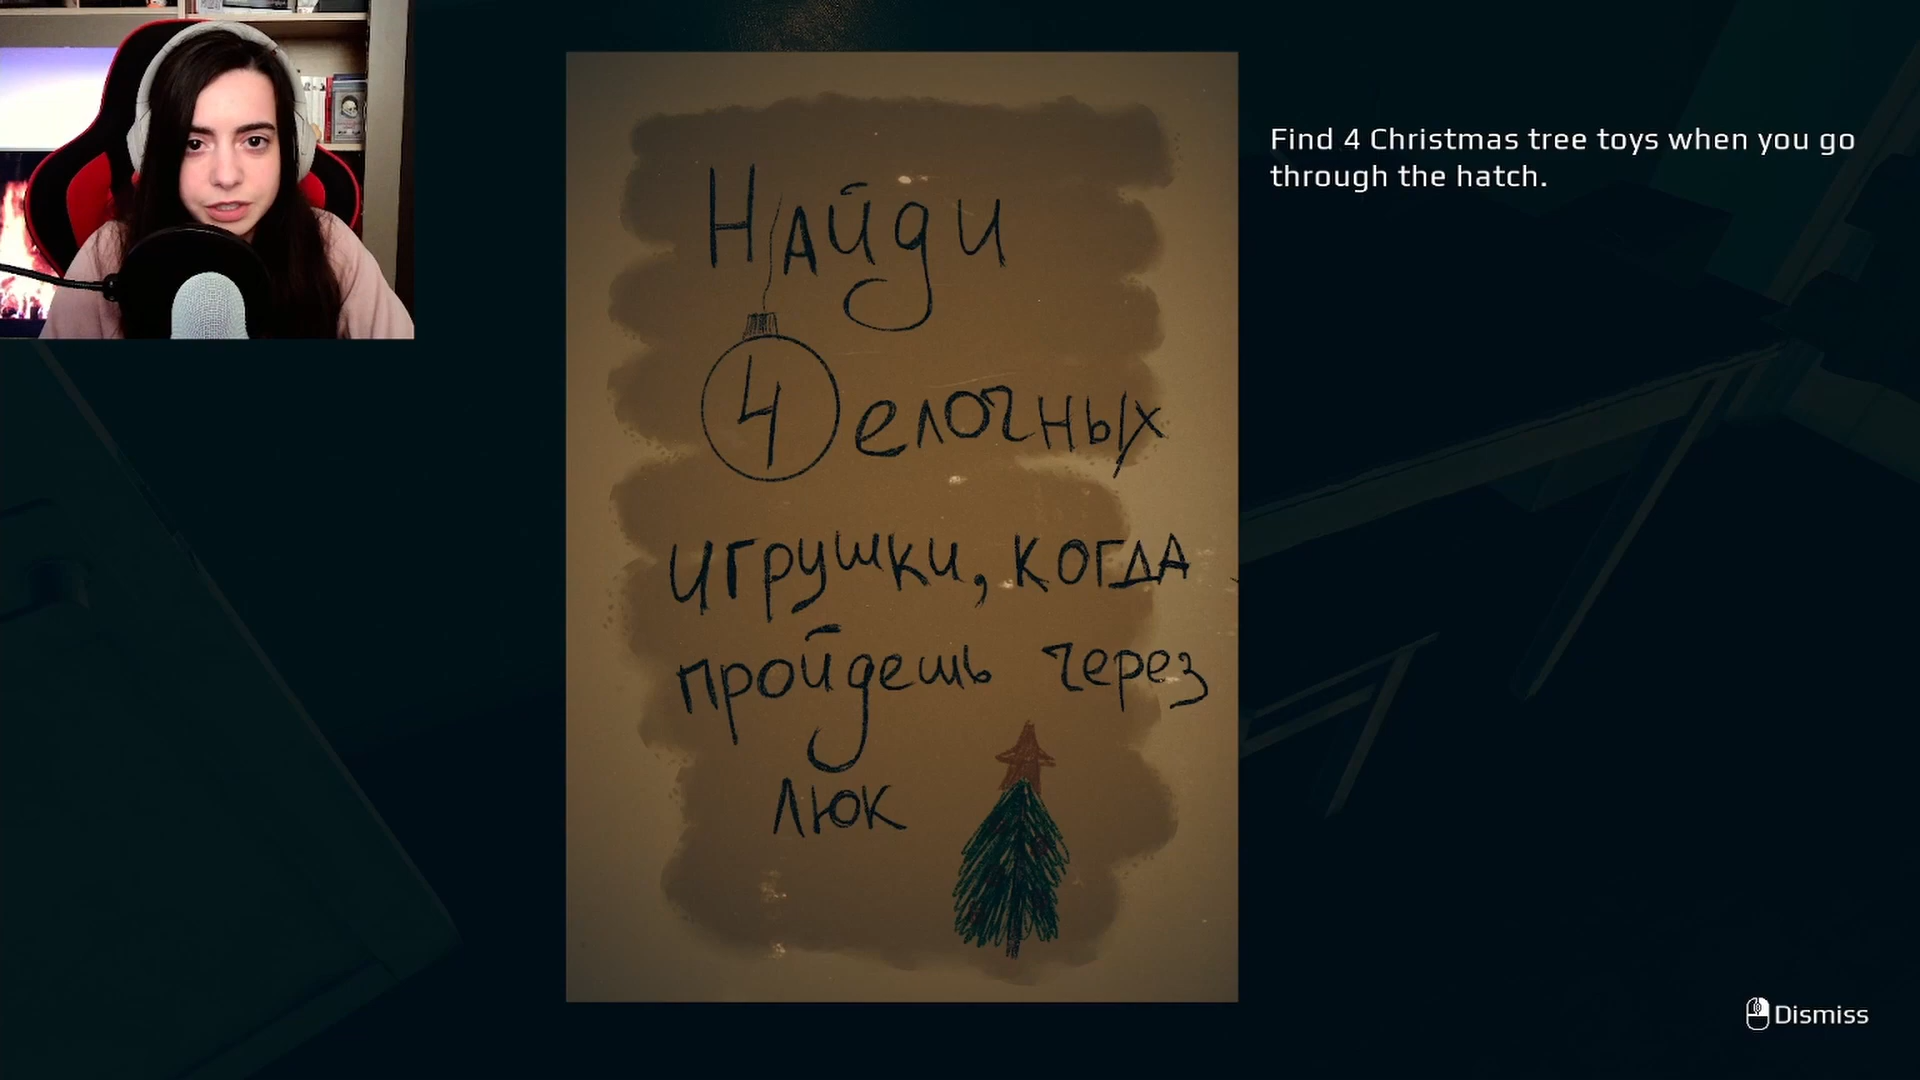 Найди
4 елочных
игрушки, когда
пройдешь через
люк
Find 4 Christmas tree toys when you go
through the hatch.
Dismiss